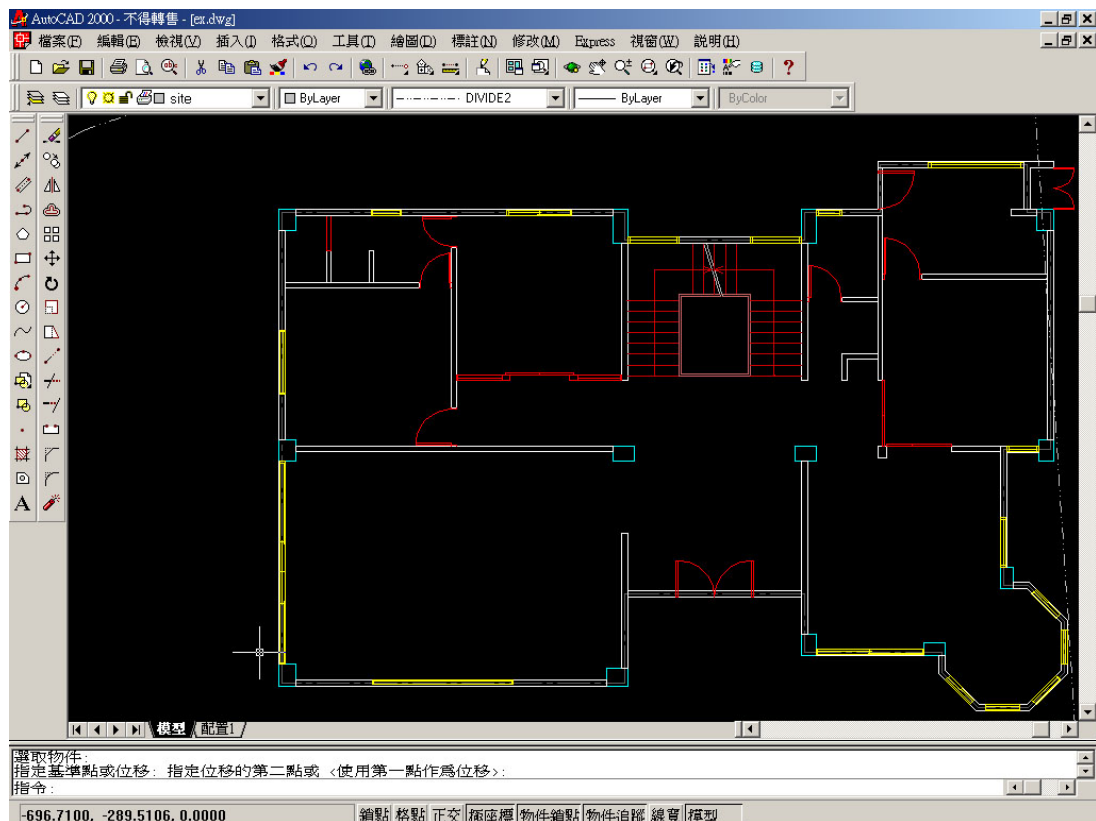 AutoCAD 2000 - 不得轉售 - [ex.dwg]
檔案(F) 編輯(E) 檢視(V) 插入(I) 格式(O) 工具(T) 繪圖(D) 標註(N) 修改(M) Express 視窗(W) 說明(H)
site ByLayer DIVIDE2 ByLayer ByColor
A
模型 配置1
選取物件:
指定基準點或位移: 指定位移的第二點或 <使用第一點作為位移>:
指令:
-696.7100, -289.5106, 0.0000 鎖點 格點 正交 極座標 物件鎖點 物件追蹤 線寬 模型